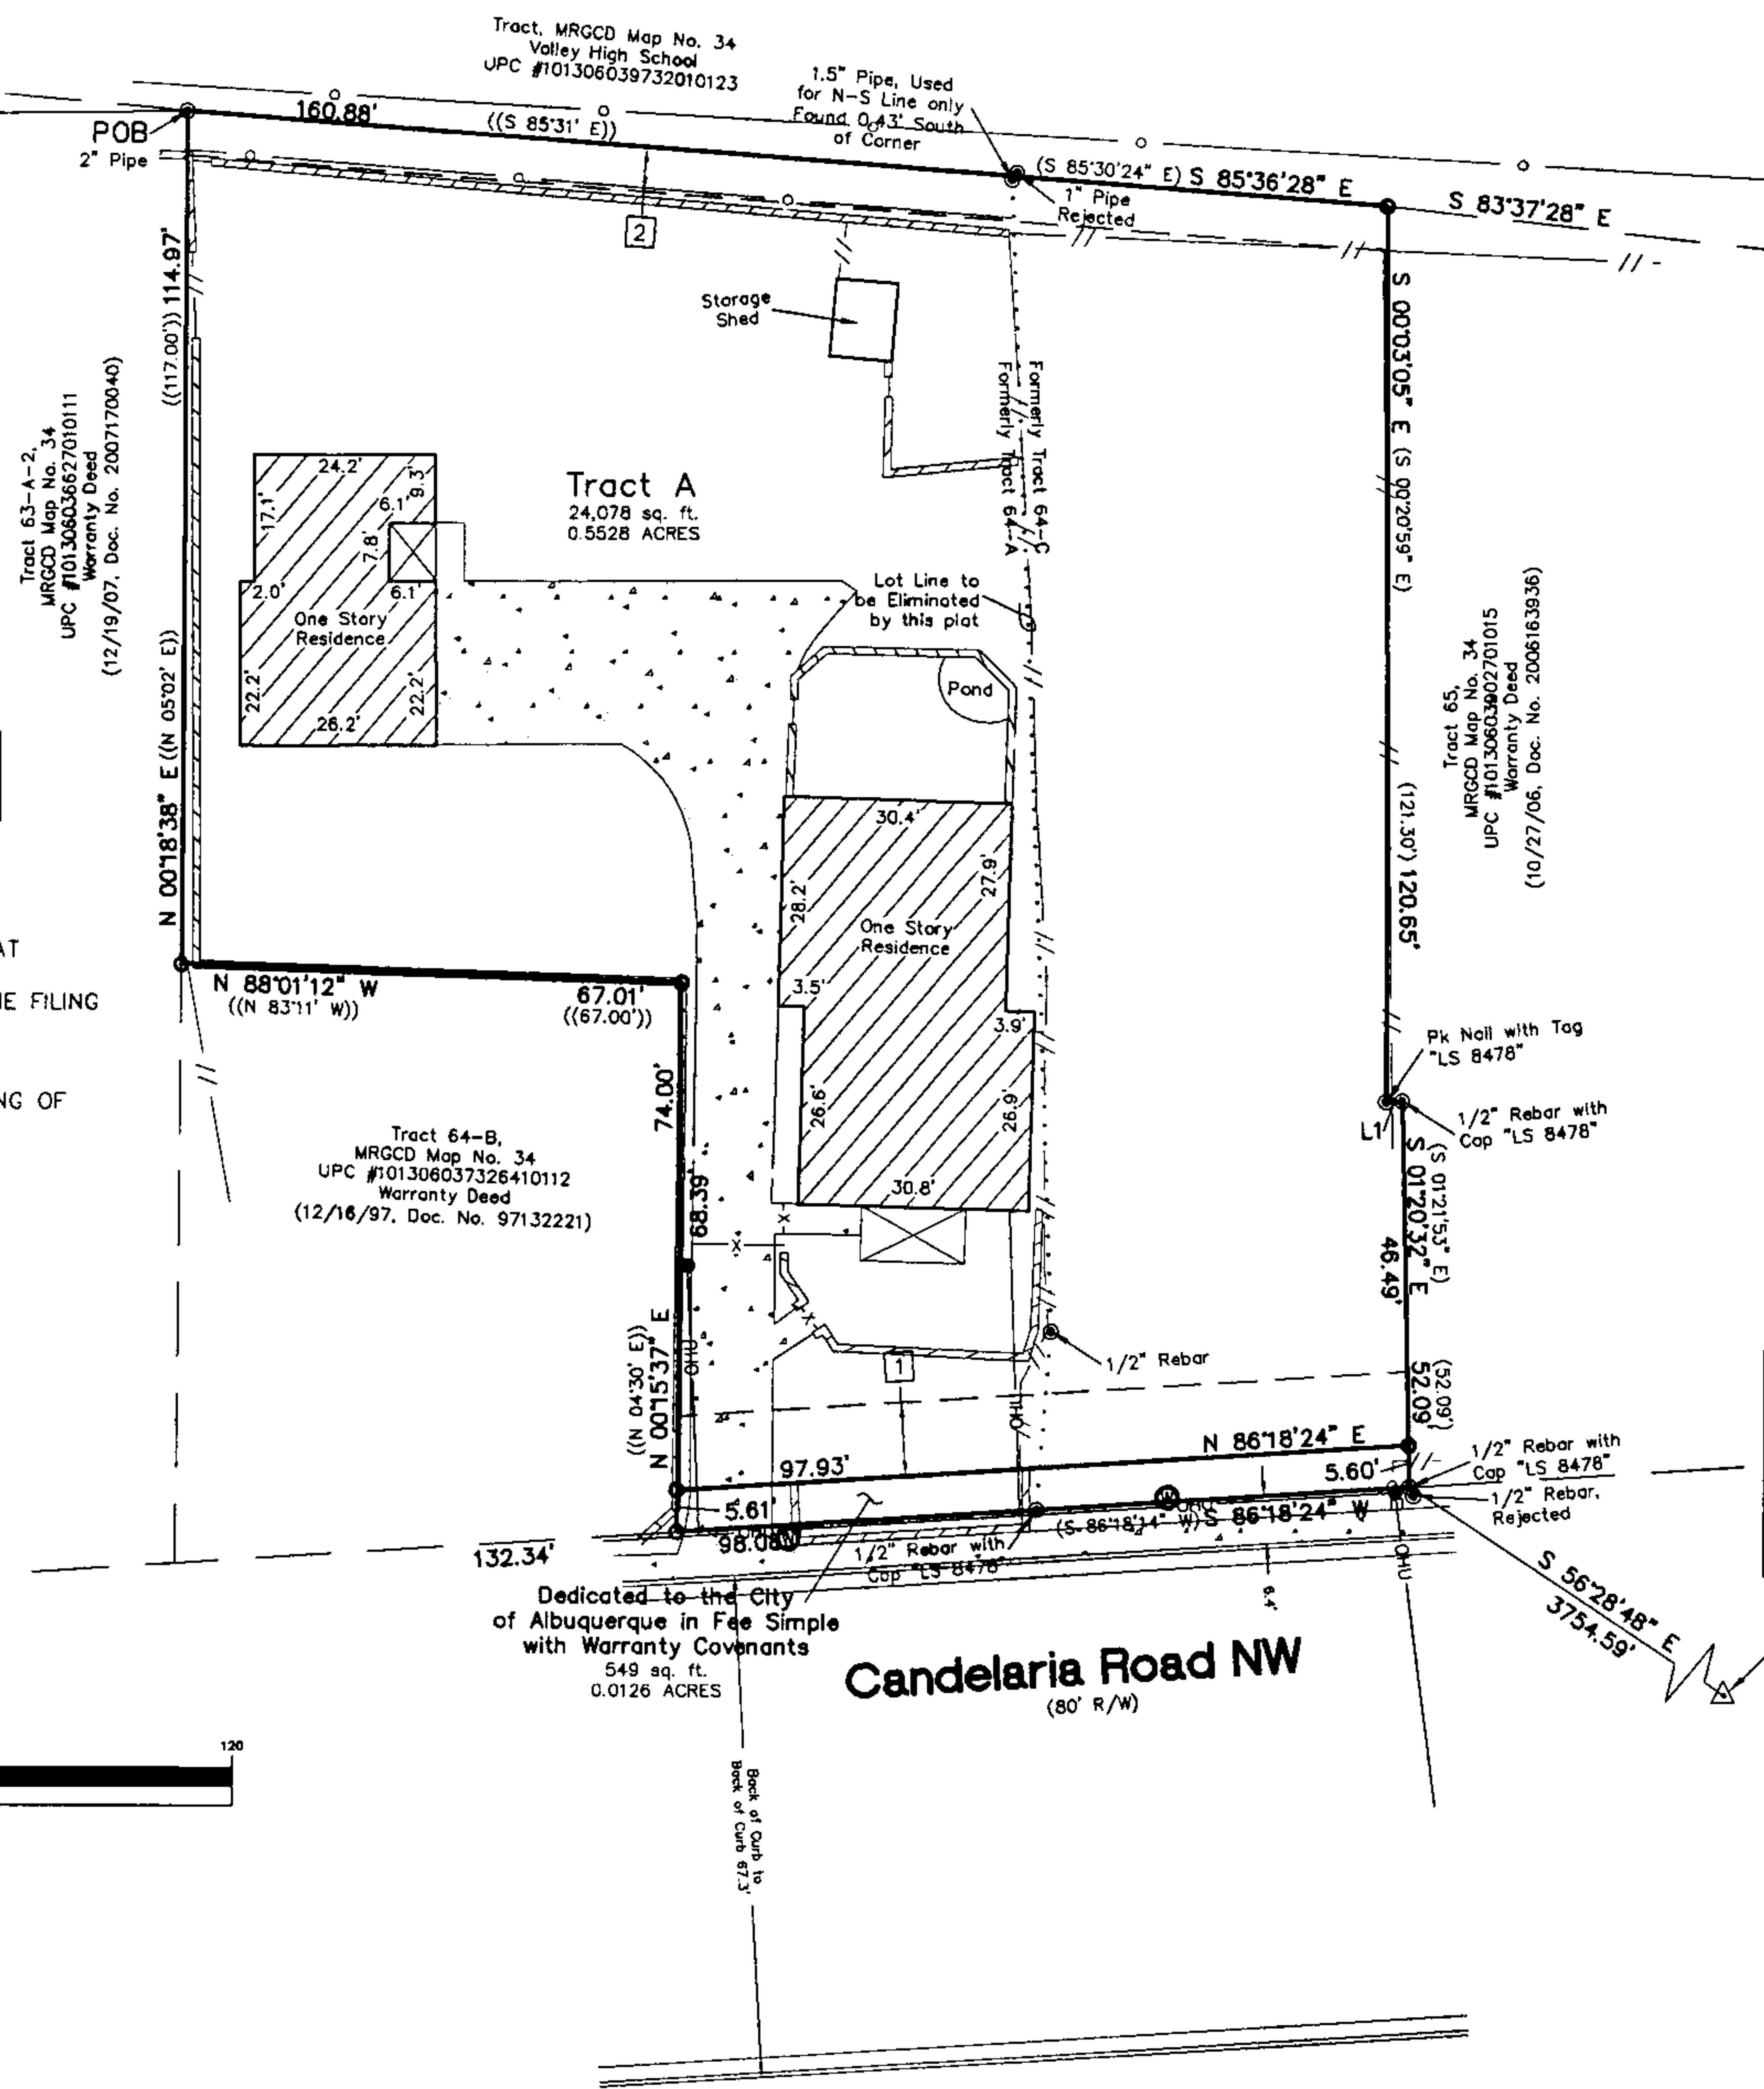 Tract, MRGCD Map No. 34
Valley High School
UPC #101306039732010123
1.5" Pipe, Used
for N-S Line only
Found 0.43' South
of Corner
POB
2" Pipe
160.88'
((S 85°31' E))
(S 85°30'24" E) S 85°36'28" E
1" Pipe
Rejected
S 83°37'28" E
2
Storage
Shed
((117.00')) 114.97'
N 00°18'38" E ((N 05°02' E))
Tract 63-A-2,
MRGCD Map No. 34
UPC #101306036627010111
Warranty Deed
(12/19/07, Doc. No. 2007170040)
Formerly Tract 64-C
Formerly Tract 64-A
S 00°03'05" E (S 00°20'59" E)
(121.30') 120.65'
24.2'
9.3'
17.1'
6.1'
7.8'
2.0'
6.1'
One Story
Residence
22.2'
22.2'
26.2'
Tract A
24,078 sq. ft.
0.5528 ACRES
Lot Line to
be Eliminated
by this plat
Pond
Tract 65,
MRGCD Map No. 34
UPC #10130603902701015
Warranty Deed
(10/27/06, Doc. No. 2006163936)
30.4'
28.2'
27.9'
One Story
Residence
3.5'
3.9'
26.6'
26.9'
30.8'
AT
IE FILING
NG OF
N 88°01'12" W
((N 83°11' W))
67.01'
((67.00'))
74.00'
68.39'
Tract 64-B,
MRGCD Map No. 34
UPC #101306037326410112
Warranty Deed
(12/16/97, Doc. No. 97132221)
Pk Nail with Tag
"LS 8478"
L1
1/2" Rebar with
Cap "LS 8478"
(S 01°21'53" E)
S 01°20'32" E
46.49'
(52.09')
52.09'
((N 04°30' E))
N 00°15'37" E
OHU
X
X
X
1/2" Rebar
1
OHU
N 86°18'24" E
97.93'
5.60'
5.61'
1/2" Rebar with
Cap "LS 8478"
1/2" Rebar,
Rejected
W
OHU
(S 86°18'14" W) S 86°18'24" W
98.08'
W
132.34'
1/2" Rebar with
Cap "LS 8478"
OHU
6.4'
S 56°28'48" E
3754.59'
Dedicated to the City
of Albuquerque in Fee Simple
with Warranty Covenants
549 sq. ft.
0.0126 ACRES
Candelaria Road NW
(80' R/W)
120
Back of Curb to
Back of Curb 67.3'